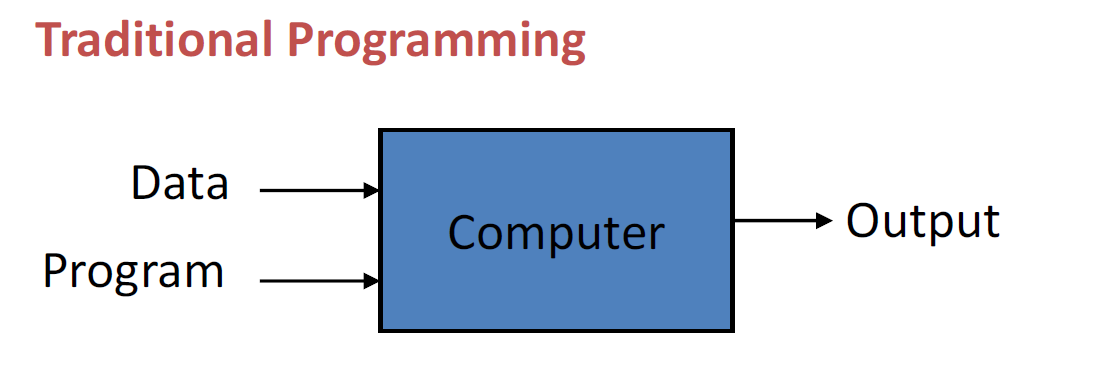 Traditional Programming
Data
Program
Computer
Output